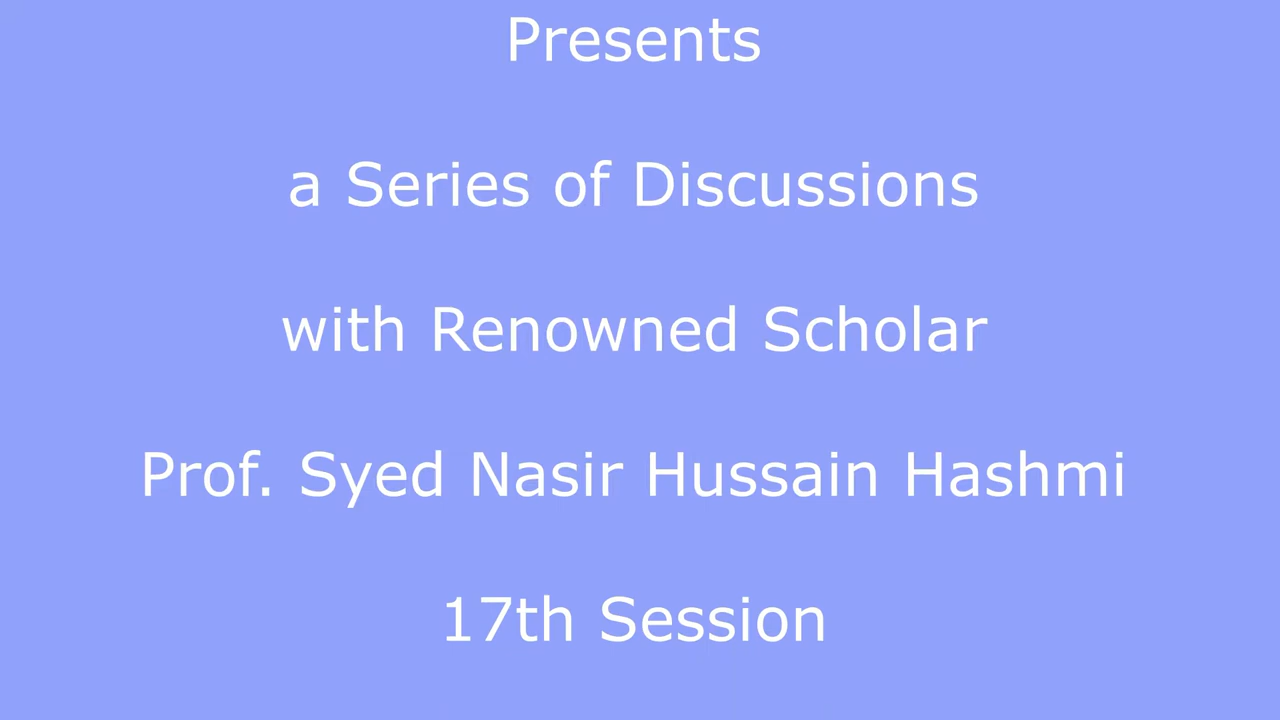 Presents
a Series of Discussions
with Renowned Scholar
Prof. Syed Nasir Hussain Hashmi
17th Session